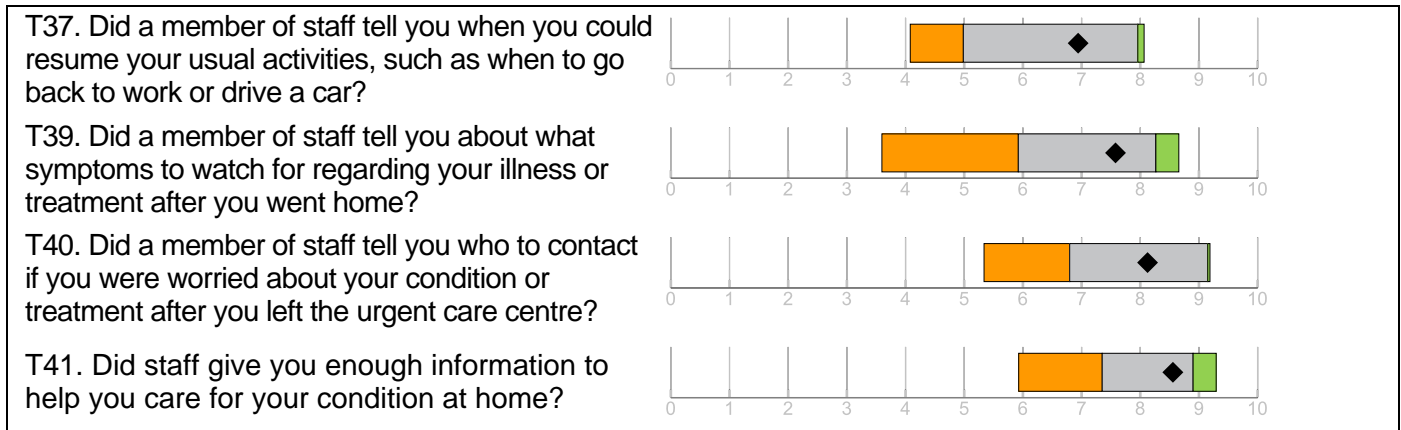 T37. Did a member of staff tell you when you could
resume your usual activities, such as when to go
back to work or drive a car?
0 1 2 3 4 5 6 7 8 9 10
T39. Did a member of staff tell you about what
symptoms to watch for regarding your illness or
treatment after you went home?
0 1 2 3 4 5 6 7 8 9 10
T40. Did a member of staff tell you who to contact
if you were worried about your condition or
treatment after you left the urgent care centre?
0 1 2 3 4 5 6 7 8 9 10
T41. Did staff give you enough information to
help you care for your condition at home?
0 1 2 3 4 5 6 7 8 9 10